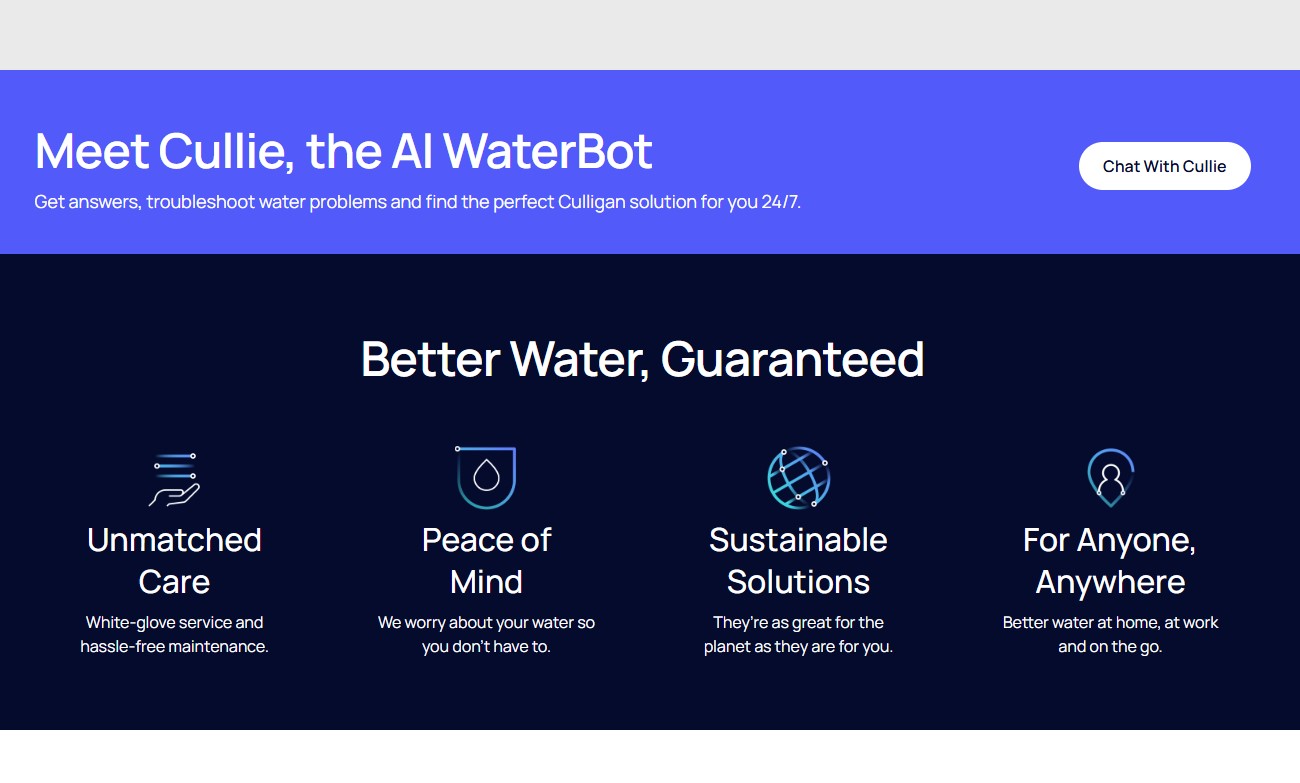 Meet Cullie, the AI WaterBot
Get answers, troubleshoot water problems and find the perfect Culligan solution for you 24/7.
Chat With Cullie
Better Water, Guaranteed
Unmatched
Care
White-glove service and
hassle-free maintenance.
Peace of
Mind
We worry about your water so
you don't have to.
Sustainable
Solutions
They're as great for the
planet as they are for you.
For Anyone,
Anywhere
Better water at home, at work
and on the go.